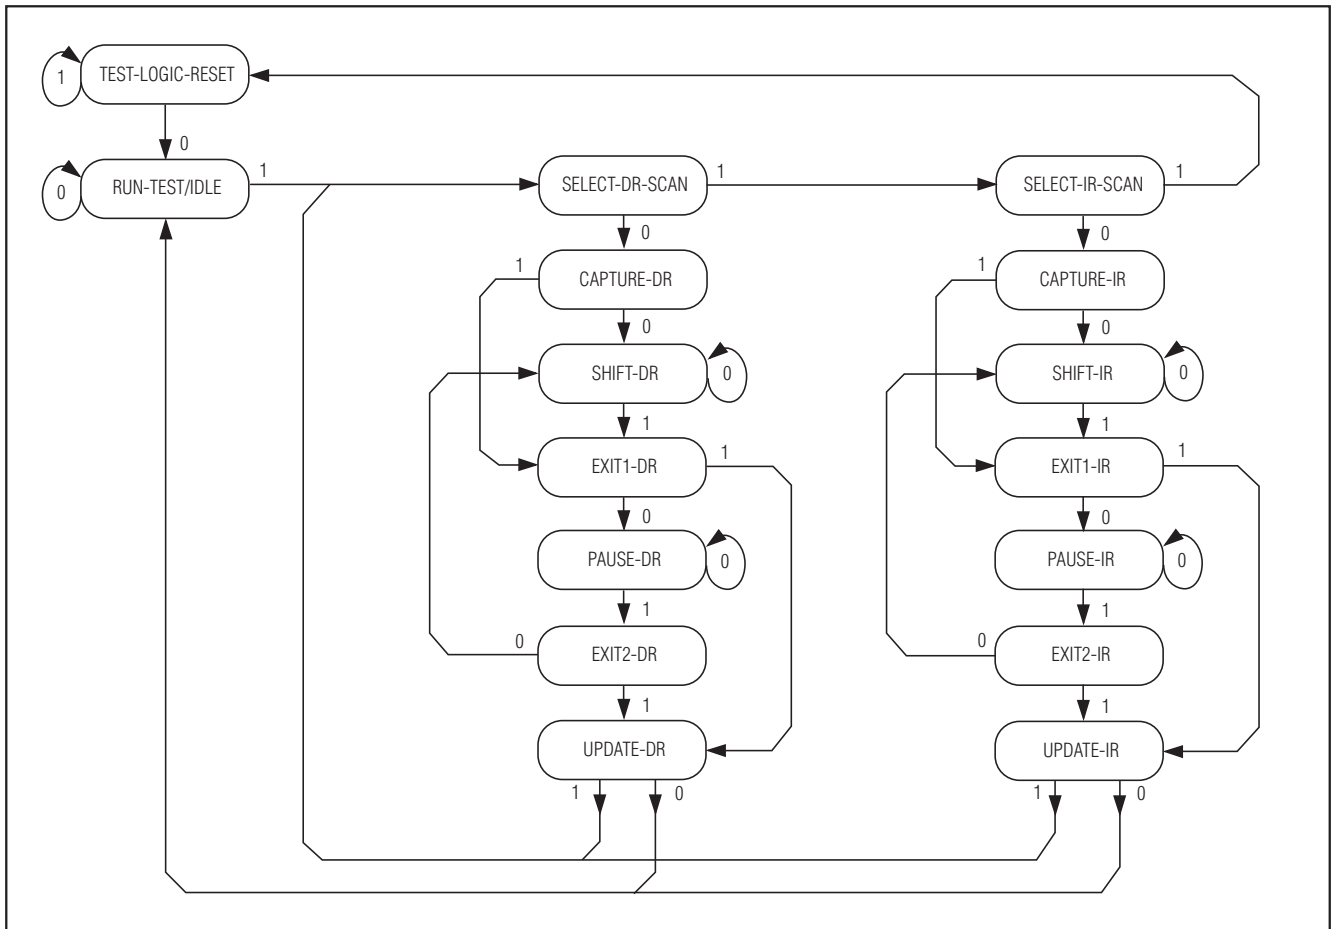 1 TEST-LOGIC-RESET
0
0 RUN-TEST/IDLE 1
SELECT-DR-SCAN 1 SELECT-IR-SCAN 1
0 0
1 CAPTURE-DR 1 CAPTURE-IR
0 0
SHIFT-DR 0 SHIFT-IR 0
1 1
EXIT1-DR 1 EXIT1-IR 1
0 0
PAUSE-DR 0 PAUSE-IR 0
1 1
0 EXIT2-DR 0 EXIT2-IR
1 1
UPDATE-DR UPDATE-IR
1 0 1 0